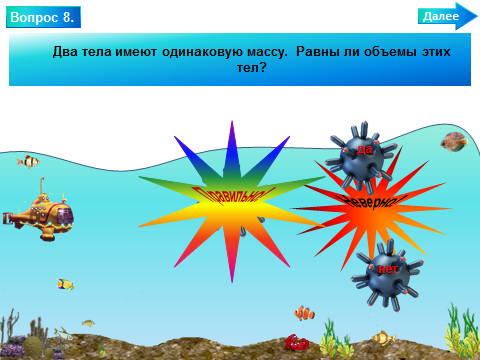 Вопрос 8.
Далее
Два тела имеют одинаковую массу. Равны ли объемы этих
тел?
да
Правильно!
Неверно!
нет